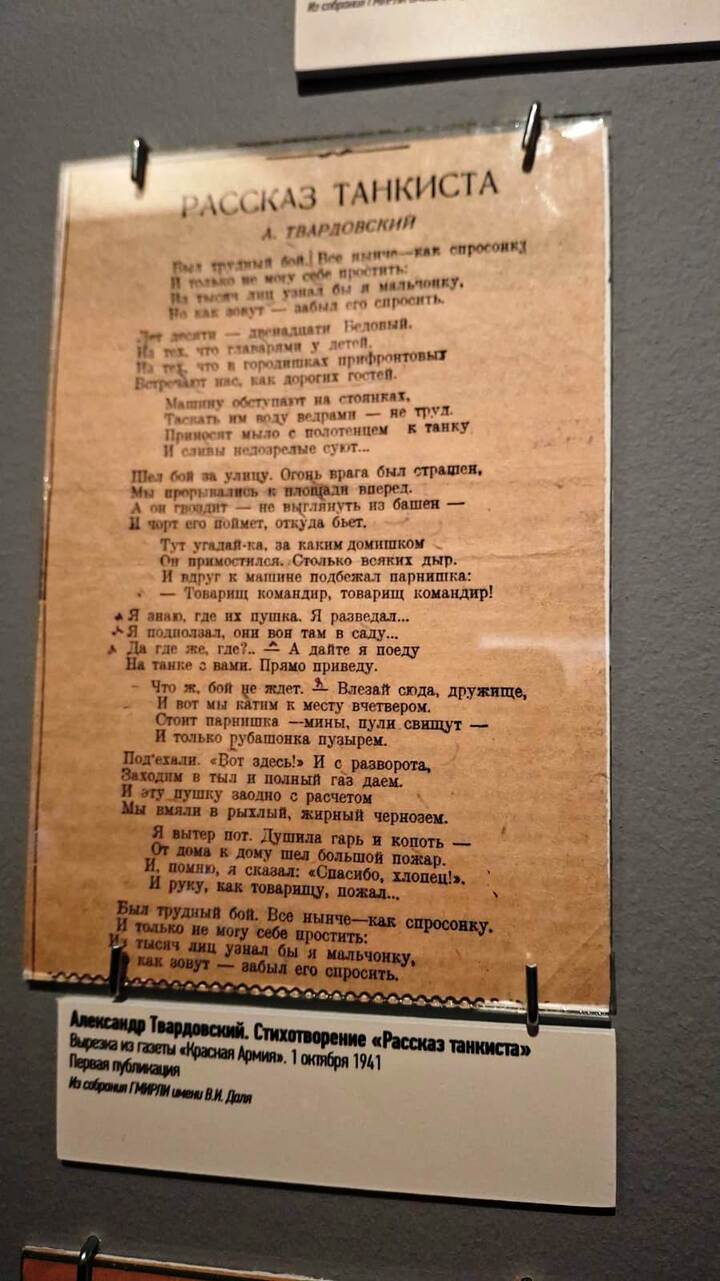 Из собрания ГМИРЛИ имени
РАССКАЗ ТАНКИСТА
А. ТВАРДОВСКИЙ
Был трудный бой. Все нынче—как спросонку
И только не могу себе простить:
Из тысяч лиц узнал бы я мальчонку,
Но как зовут — забыл его спросить.
Лет десяти — двенадцати Бедовый.
Из тех, что главарями у детей.
Из тех, что в городишках прифронтовых
Встречают нас, как дорогих гостей.
Машину обступают на стоянках,
Таскать им воду ведрами — не труд.
Приносят мыло с полотенцем к танку
И сливы недозрелые суют...
Шел бой за улицу. Огонь врага был страшен,
Мы прорывались к площади вперед.
А он гвоздит — не выглянуть из башен —
И чорт его поймет, откуда бьет.
Тут угадай-ка, за каким домишком
Он примостился. Столько всяких дыр.
И вдруг к машине подбежал парнишка:
— Товарищ командир, товарищ командир!
Я знаю, где их пушка. Я разведал...
Я подползал, они вон там в саду...
Да где же, где?.. — А дайте я поеду
На танке с вами. Прямо приведу.
Что ж, бой не ждет. — Влезай сюда, дружище,
И вот мы катим к месту вчетвером.
Стоит парнишка —мины, пули свищут —
И только рубашонка пузырем.
Под'ехали. «Вот здесь!» И с разворота,
Заходим в тыл и полный газ даем.
И эту пушку заодно с расчетом
Мы вмяли в рыхлый, жирный чернозем.
Я вытер пот. Душила гарь и копоть —
От дома к дому шел большой пожар.
И, помню, я сказал: «Спасибо, хлопец!».
И руку, как товарищу, пожал...
Был трудный бой. Все нынче—как спросонку.
И только не могу себе простить:
Из тысяч лиц узнал бы я мальчонку,
как зовут — забыл его спросить.
Александр Твардовский. Стихотворение «Рассказ танкиста»
Вырезка из газеты «Красная Армия». 1 октября 1941
Первая публикация
Из собрания ГМИРЛИ имени В.И. Даля